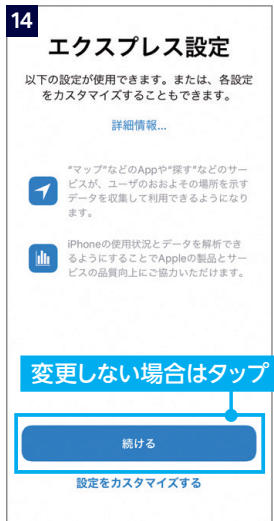 14
エクスプレス設定
以下の設定が使用できます。または、各設定
をカスタマイズすることもできます。
詳細情報...
"マップ"などのAppや"探す"などのサー
ビスが、ユーザのおおよその場所を示す
データを収集して利用できるようになり
ます。
iPhoneの使用状況とデータを解析でき
るようにすることでAppleの製品とサー
ビスの品質向上にご協力いただけます。
変更しない場合はタップ
続ける
設定をカスタマイズする